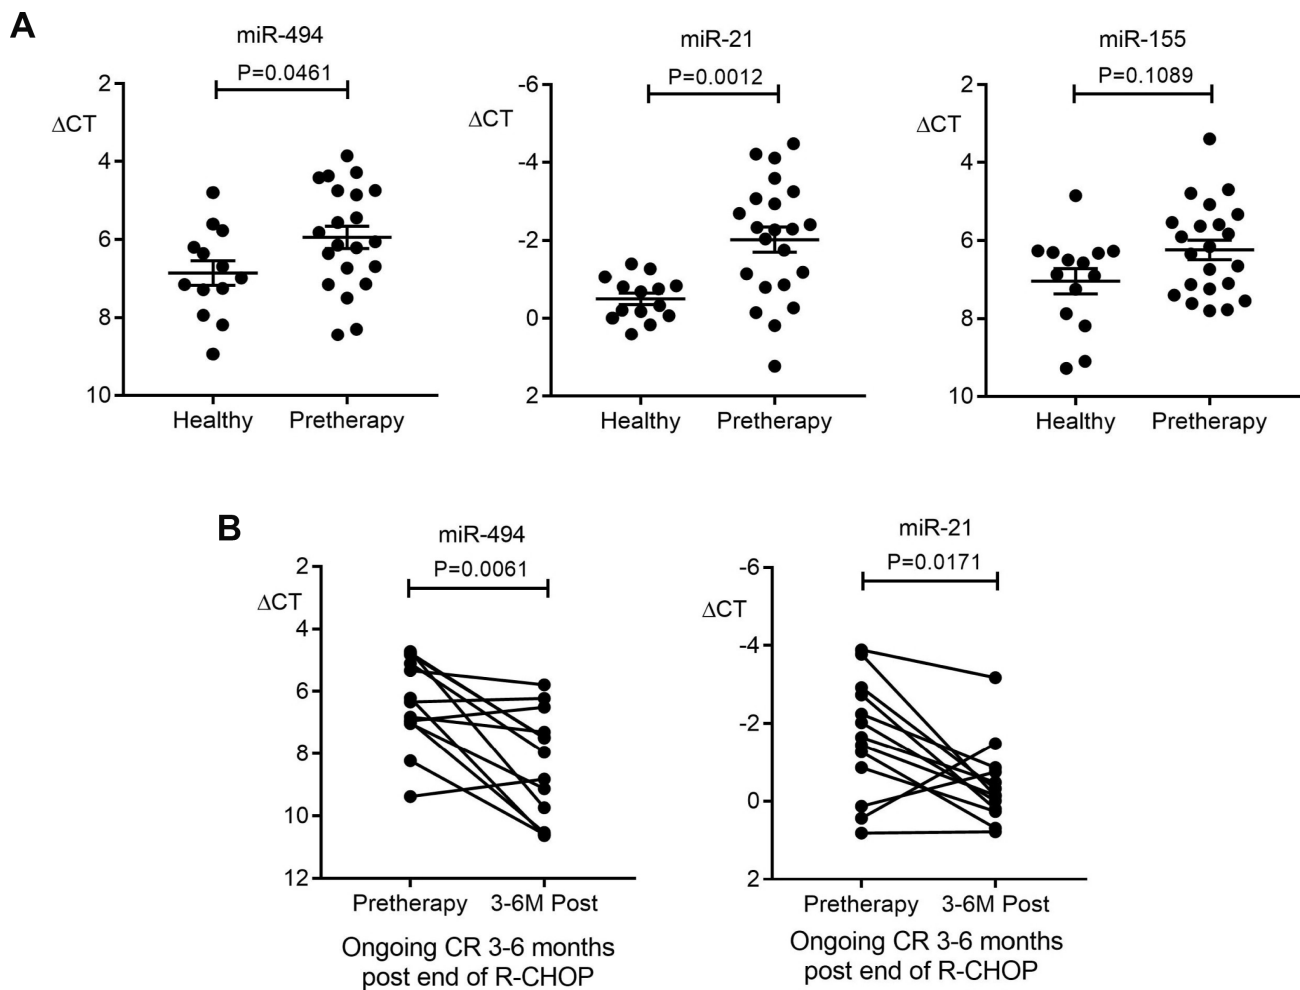 A
miR-494
P=0.0461
2
ΔCT
4
6
8
10
Healthy
Pretherapy
miR-21
P=0.0012
-6
ΔCT
-4
-2
0
2
Healthy
Pretherapy
miR-155
P=0.1089
2
ΔCT
4
6
8
10
Healthy
Pretherapy
B
miR-494
P=0.0061
2
ΔCT
4
6
8
10
12
Pretherapy
3-6M Post
Ongoing CR 3-6 months
post end of R-CHOP
miR-21
P=0.0171
-6
ΔCT
-4
-2
0
2
Pretherapy
3-6M Post
Ongoing CR 3-6 months
post end of R-CHOP